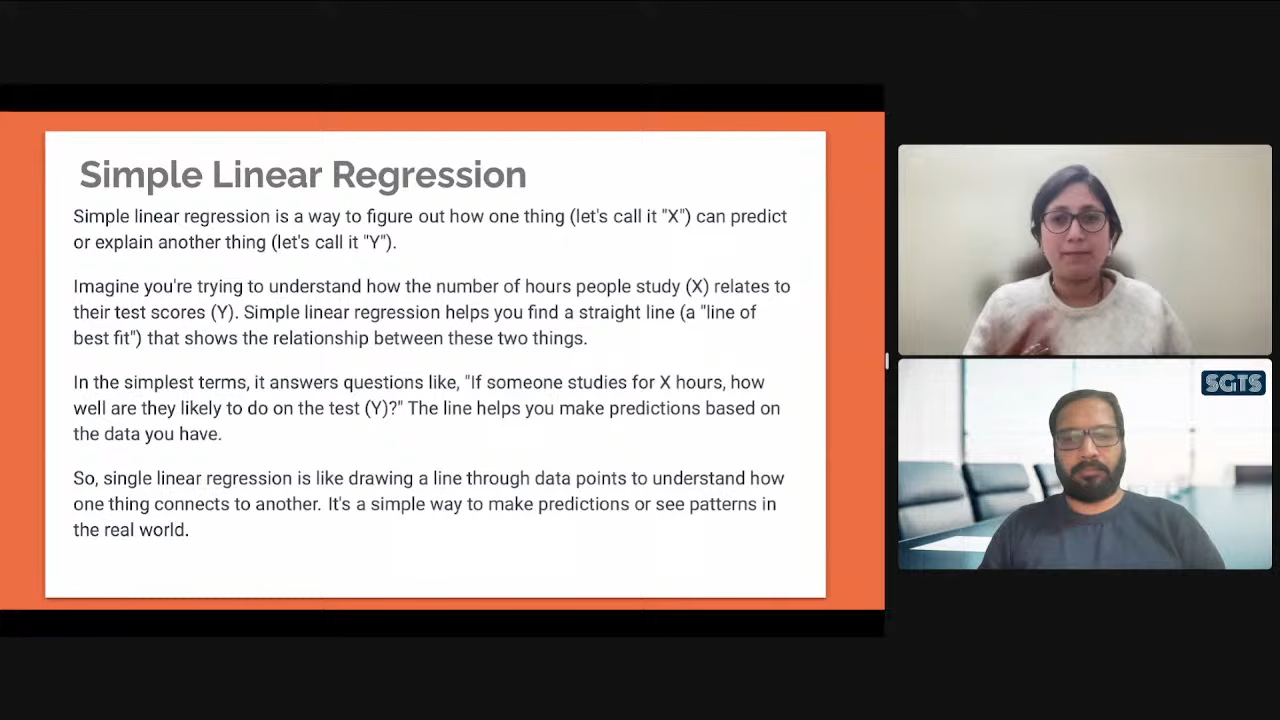 Simple Linear Regression
Simple linear regression is a way to figure out how one thing (let's call it "X") can predict
or explain another thing (let's call it "Y").
Imagine you're trying to understand how the number of hours people study (X) relates to
their test scores (Y). Simple linear regression helps you find a straight line (a "line of
best fit") that shows the relationship between these two things.
In the simplest terms, it answers questions like, "If someone studies for X hours, how
well are they likely to do on the test (Y)?" The line helps you make predictions based on
the data you have.
So, single linear regression is like drawing a line through data points to understand how
one thing connects to another. It's a simple way to make predictions or see patterns in
the real world.
SGTS